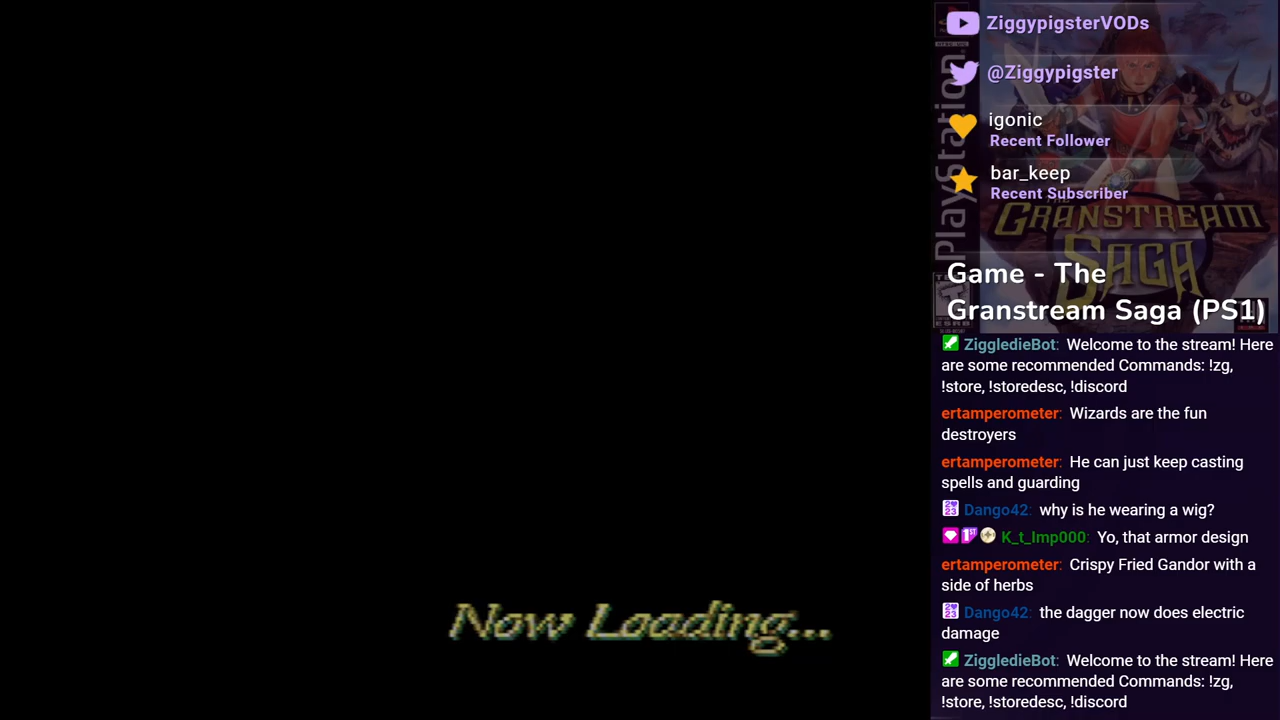 Now Loading...
ZiggypigsterVODs
@Ziggypigster
igonic
Recent Follower
bar_keep
Recent Subscriber
PlayStation
THE
GRANSTREAM
SAGA
Game - The
Granstream Saga (PS1)
ZiggledieBot: Welcome to the stream! Here
are some recommended Commands: !zg,
!store, !storedesc, !discord
ertamperometer: Wizards are the fun
destroyers
ertamperometer: He can just keep casting
spells and guarding
Dango42: why is he wearing a wig?
K_t_Imp000: Yo, that armor design
ertamperometer: Crispy Fried Gandor with a
side of herbs
Dango42: the dagger now does electric
damage
ZiggledieBot: Welcome to the stream! Here
are some recommended Commands: !zg,
!store, !storedesc, !discord